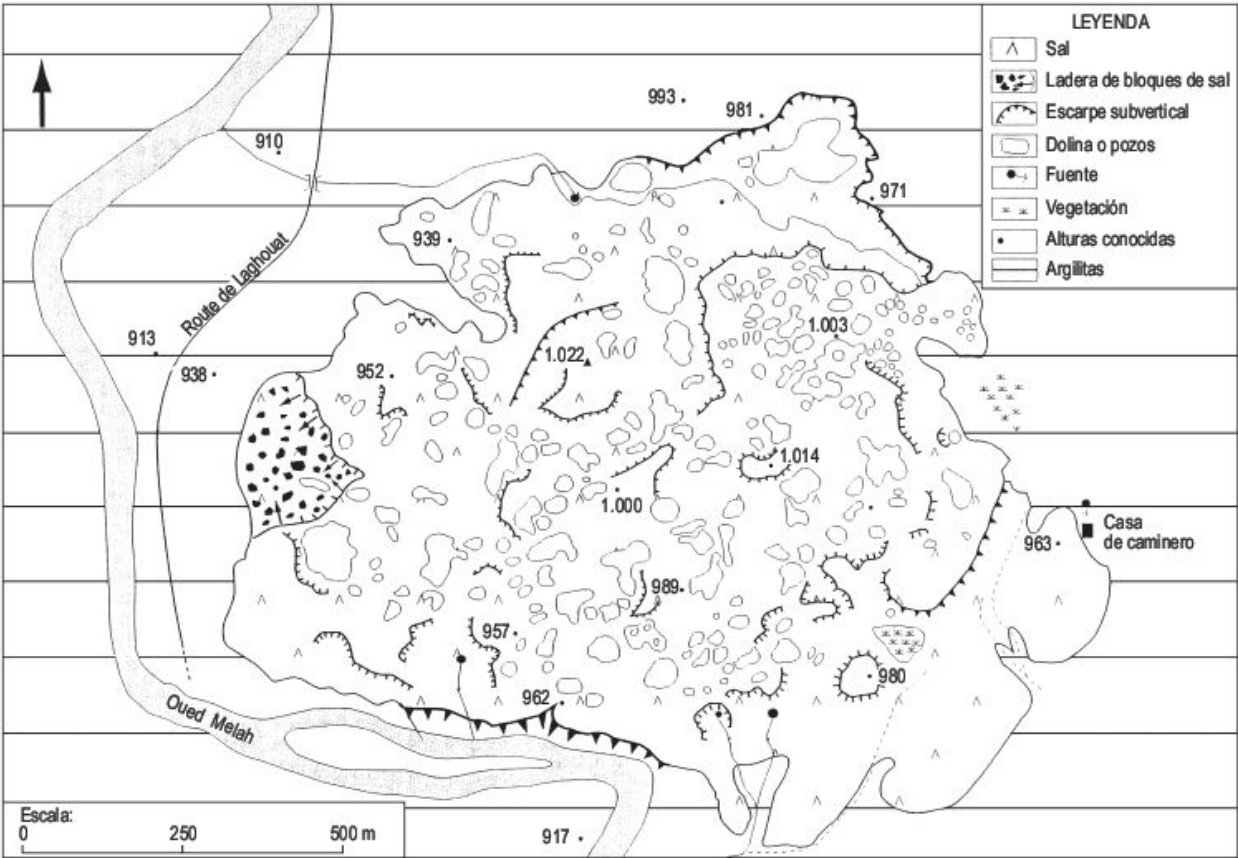 LEYENDA
Sal
Ladera de bloques de sal
Escarpe subvertical
Dolina o pozos
Fuente
Vegetación
Alturas conocidas
Argilitas
993
981
910
971
939
Route de Laghouat
1.003
913
1.022
938
952
1.014
1.000
Casa
de caminero
963
989
957
980
962
Oued Melah
917
Escala:
0 250 500 m